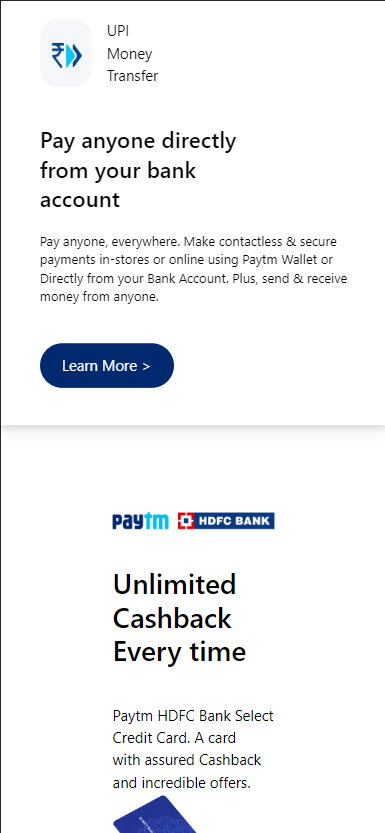 UPI
Money
Transfer
Pay anyone directly
from your bank
account
Pay anyone, everywhere. Make contactless & secure
payments in-stores or online using Paytm Wallet or
Directly from your Bank Account. Plus, send & receive
money from anyone.
Learn More >
paytm HDFC BANK
Unlimited
Cashback
Every time
Paytm HDFC Bank Select
Credit Card. A card
with assured Cashback
and incredible offers.